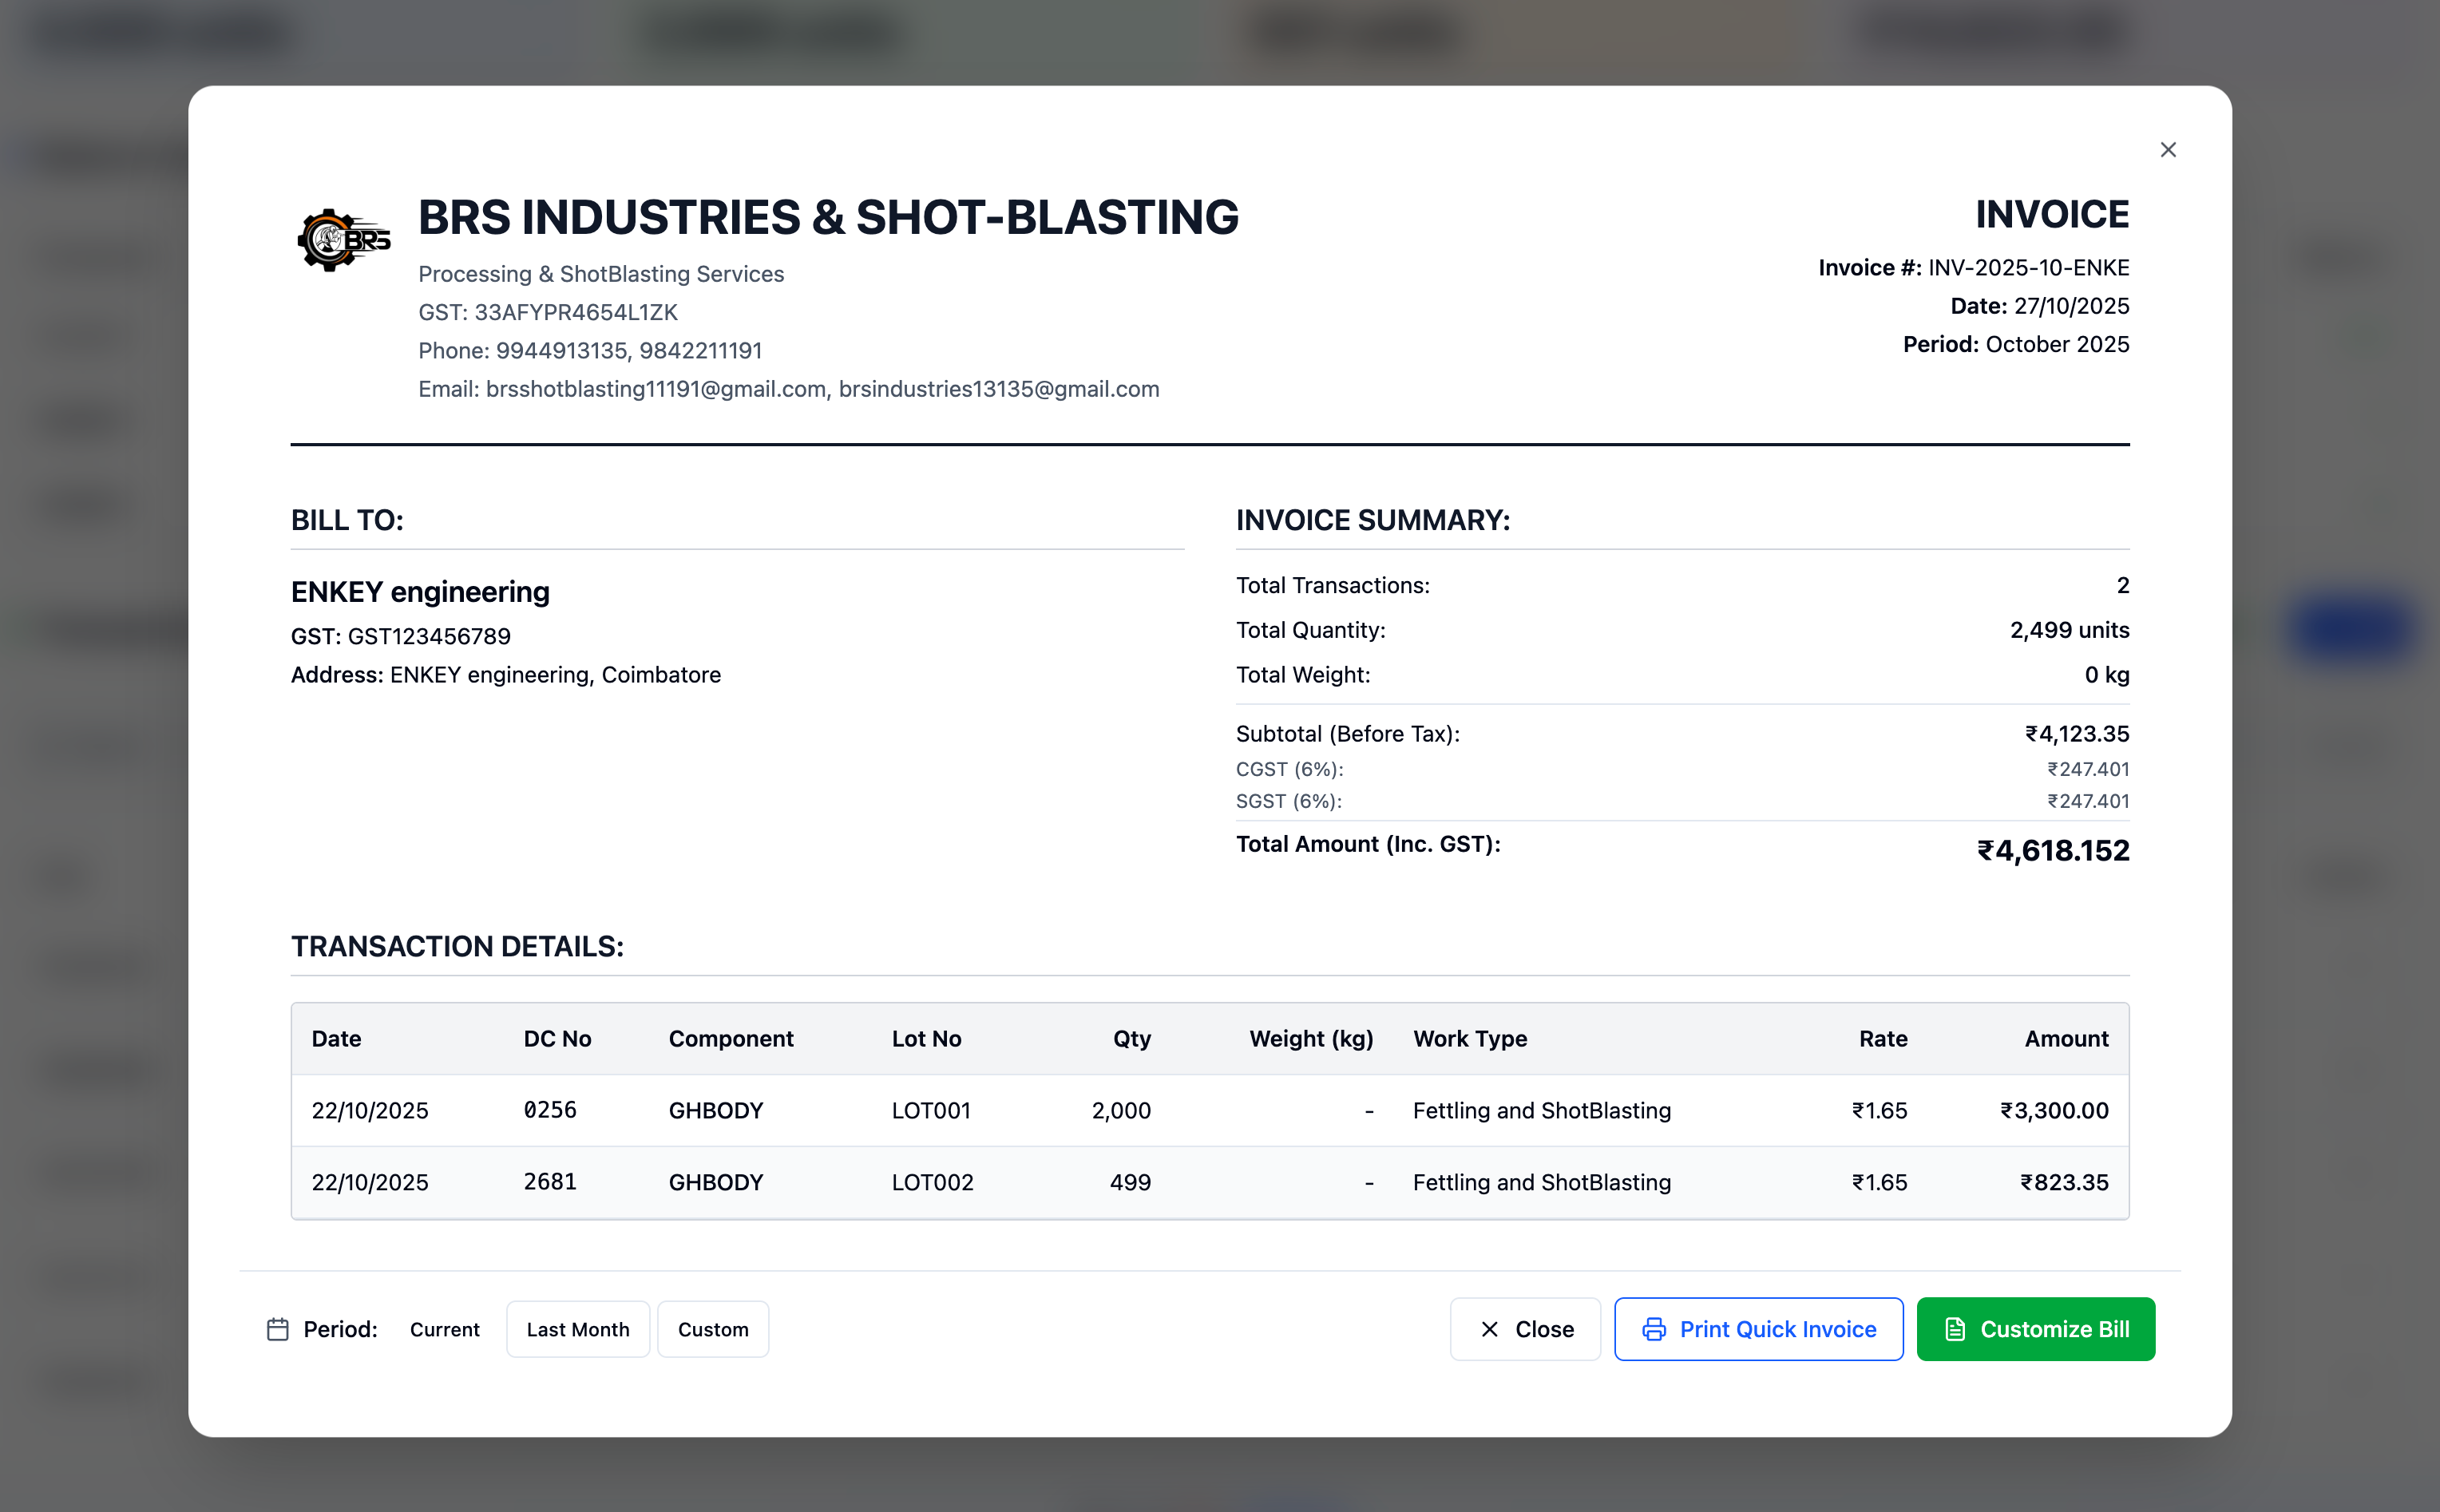 BRS
BRS INDUSTRIES & SHOT-BLASTING
Processing & ShotBlasting Services
GST: 33AFYPR4654L1ZK
Phone: 9944913135, 9842211191
Email: brsshotblasting11191@gmail.com, brsindustries13135@gmail.com
INVOICE
Invoice #: INV-2025-10-ENKE
Date: 27/10/2025
Period: October 2025
BILL TO:
ENKEY engineering
GST: GST123456789
Address: ENKEY engineering, Coimbatore
INVOICE SUMMARY:
Total Transactions: 2
Total Quantity: 2,499 units
Total Weight: 0 kg
Subtotal (Before Tax): ₹4,123.35
CGST (6%): ₹247.401
SGST (6%): ₹247.401
Total Amount (Inc. GST): ₹4,618.152
TRANSACTION DETAILS:
Date DC No Component Lot No Qty Weight (kg) Work Type Rate Amount
22/10/2025 0256 GHBODY LOT001 2,000 - Fettling and ShotBlasting ₹1.65 ₹3,300.00
22/10/2025 2681 GHBODY LOT002 499 - Fettling and ShotBlasting ₹1.65 ₹823.35
Period: Current Last Month Custom Close Print Quick Invoice Customize Bill